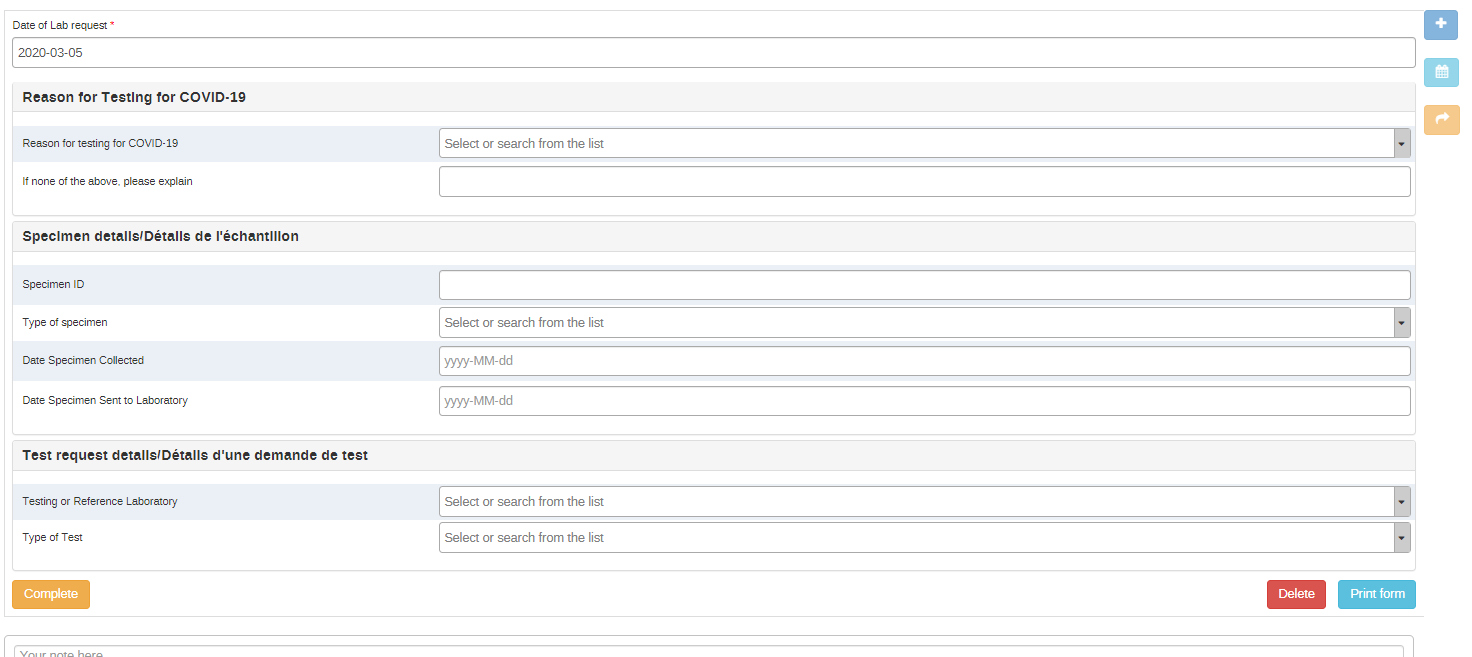 Date of Lab request *
2020-03-05
Reason for Testing for COVID-19
Reason for testing for COVID-19
Select or search from the list
If none of the above, please explain
Specimen details/Détails de l'échantillon
Specimen ID
Type of specimen
Select or search from the list
Date Specimen Collected
yyyy-MM-dd
Date Specimen Sent to Laboratory
yyyy-MM-dd
Test request details/Détails d'une demande de test
Testing or Reference Laboratory
Select or search from the list
Type of Test
Select or search from the list
Complete
Delete
Print form
Your note here